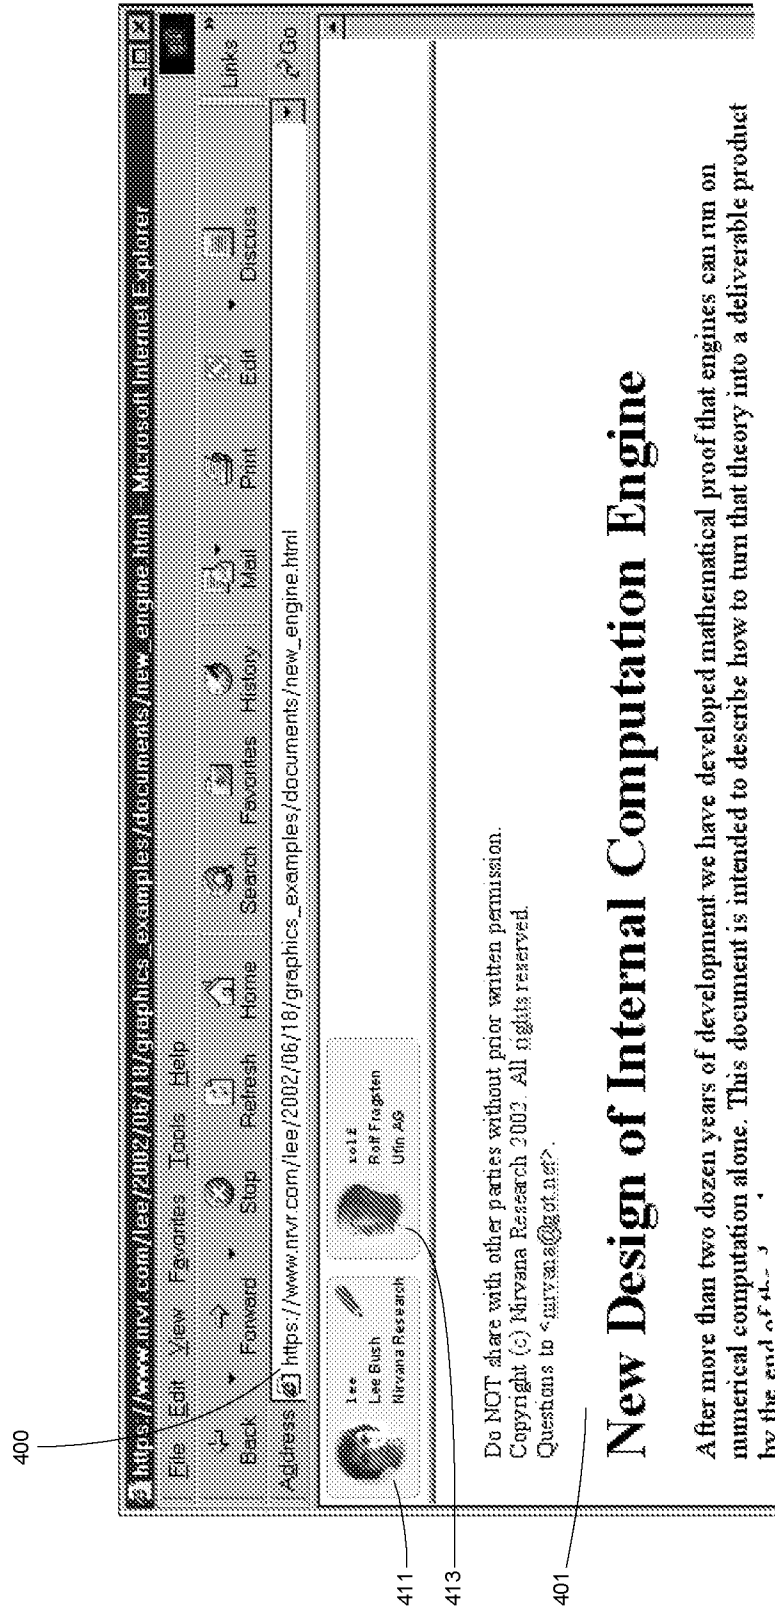 https://www.nrvr.com/lee/2002/06/18/graphics_examples/documents/new_engine.html - Microsoft Internet Explorer
File Edit View Favorites Tools Help
Back Forward Stop Refresh Home Search Favorites History Mail Print Edit Discuss Links »
Address https://www.nrvr.com/lee/2002/06/18/graphics_examples/documents/new_engine.html Go
400
lee
Lee Bush
Nirvana Research
rolf
Rolf Fragsten
Ufin AG
411
413
Do NOT share with other parties without prior written permission.
Copyright (c) Nirvana Research 2002. All rights reserved.
Questions to <nirvana@got.net>.
401
New Design of Internal Computation Engine
After more than two dozen years of development we have developed mathematical proof that engines can run on
numerical computation alone. This document is intended to describe how to turn that theory into a deliverable product
by the end of